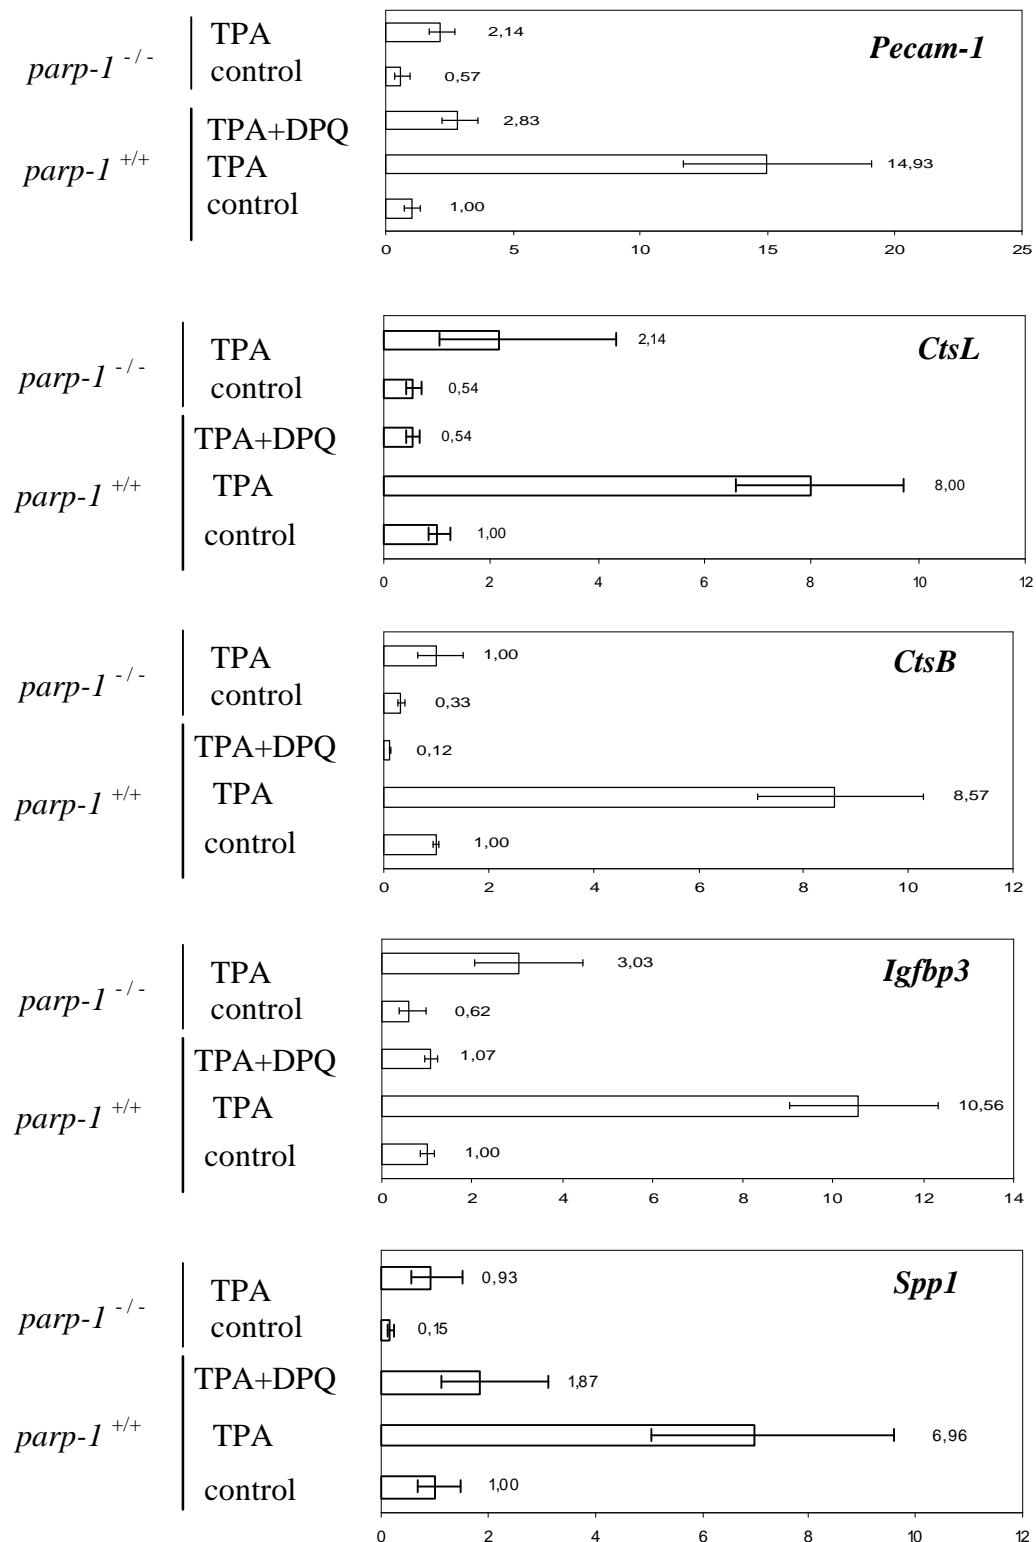 TPA 2,14 Pecam-1
parp-1 -/-
control 0,57
TPA+DPQ 2,83
parp-1 +/+
TPA 14,93
control 1,00
0 5 10 15 20 25
TPA 2,14 CtsL
parp-1 -/-
control 0,54
TPA+DPQ 0,54
parp-1 +/+
TPA 8,00
control 1,00
0 2 4 6 8 10 12
TPA 1,00 CtsB
parp-1 -/-
control 0,33
TPA+DPQ 0,12
parp-1 +/+
TPA 8,57
control 1,00
0 2 4 6 8 10 12
TPA 3,03 Igfbp3
parp-1 -/-
control 0,62
TPA+DPQ 1,07
parp-1 +/+
TPA 10,56
control 1,00
0 2 4 6 8 10 12 14
TPA 0,93 Spp1
parp-1 -/-
control 0,15
TPA+DPQ 1,87
parp-1 +/+
TPA 6,96
control 1,00
0 2 4 6 8 10 12